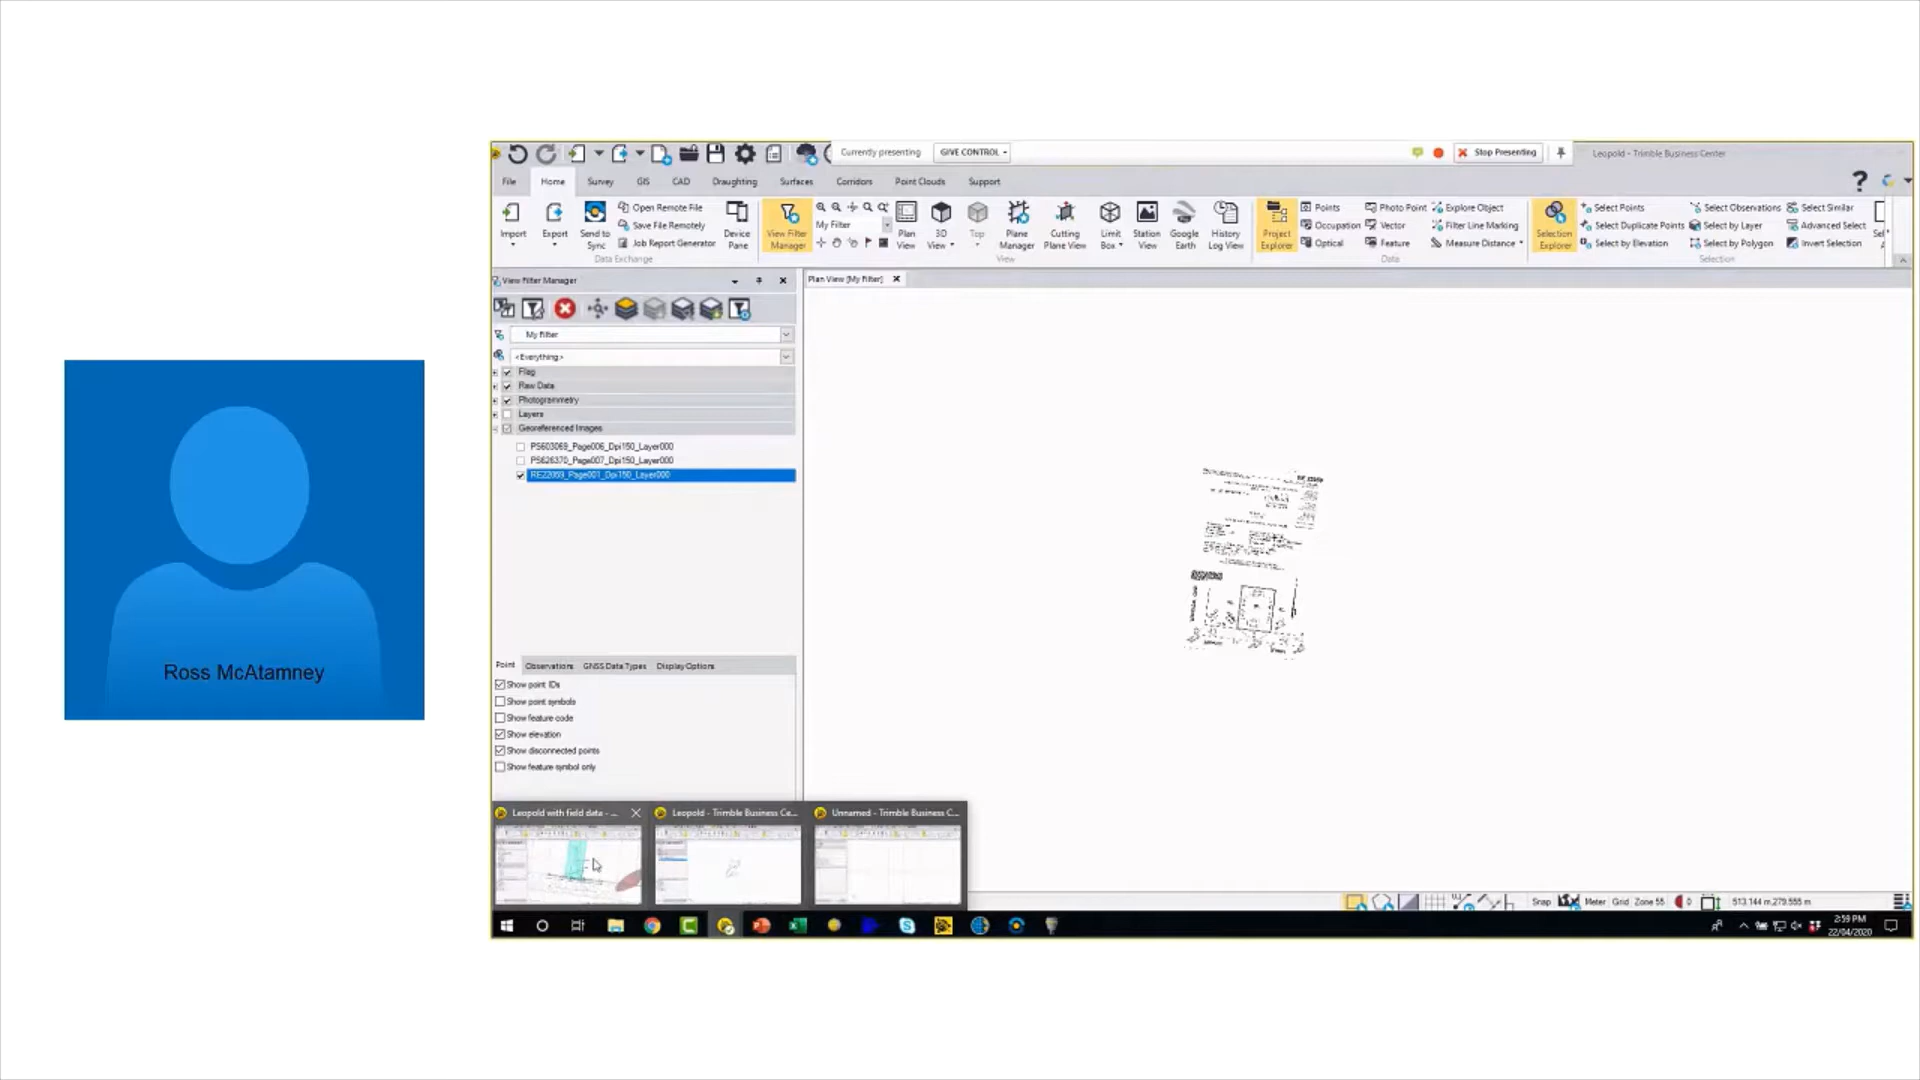 Currently presenting
GIVE CONTROL
Stop Presenting
Leopold - Trimble Business Center
File
Home
Survey
GIS
CAD
Draughting
Surfaces
Corridors
Point Clouds
Support
Import
Export
Send to Sync
Open Remote File
Save File Remotely
Job Report Generator
Device Pane
Data Exchange
View Filter Manager
My Filter
Plan View
3D View
Top
Plane Manager
Cutting Plane View
Limit Box
Station View
Google Earth
History Log View
View
Project Explorer
Points
Photo Point
Explore Object
Occupation
Vector
Filter Line Marking
Optical
Feature
Measure Distance
Data
Selection Explorer
Select Points
Select Observations
Select Similar
Select Duplicate Points
Select by Layer
Advanced Select
Select by Elevation
Select by Polygon
Invert Selection
Selection
View Filter Manager
My Filter
<Everything>
Flag
Raw Data
Photogrammetry
Layers
Georeferenced Images
PS603069_Page006_Dpi150_Layer000
PS626370_Page007_Dpi150_Layer000
RE22069_Page001_Dpi150_Layer000
Plan View [My Filter]
Point
Observations
GNSS Data Types
Display Options
Show point IDs
Show point symbols
Show feature code
Show elevation
Show disconnected points
Show feature symbol only
Leopold with field data - ...
Leopold - Trimble Business Ce...
Unnamed - Trimble Business C...
Snap
Meter
Grid
Zone 55
0
513.144 m,279.555 m
2:59 PM
22/04/2020
Ross McAtamney